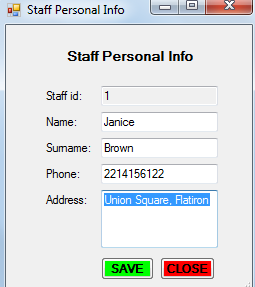 Staff Personal Info
Staff Personal Info
Staff id: 1
Name: Janice
Surname: Brown
Phone: 2214156122
Address: Union Square, Flatiron
SAVE CLOSE